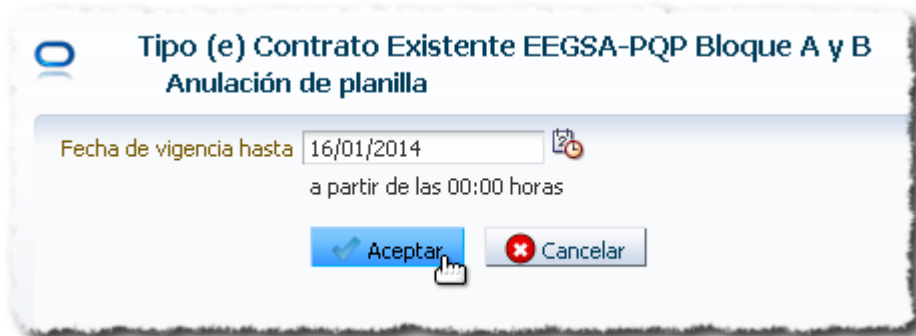 Tipo (e) Contrato Existente EEGSA-PQP Bloque A y B
Anulación de planilla
Fecha de vigencia hasta 16/01/2014
a partir de las 00:00 horas
Aceptar Cancelar